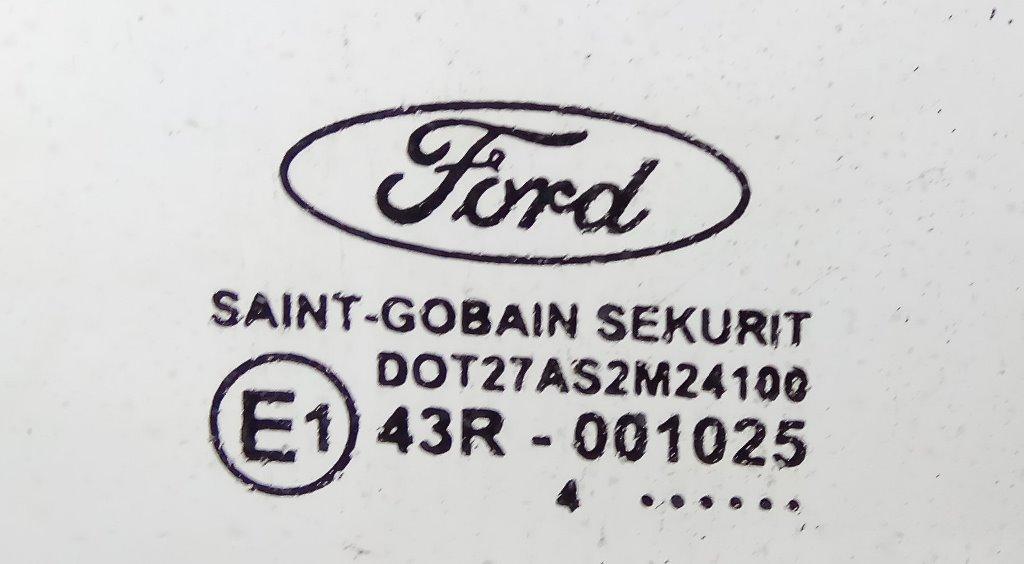 Ford
SAINT-GOBAIN SEKURIT
DOT27AS2M24100
E1 43R - 001025
4 ......